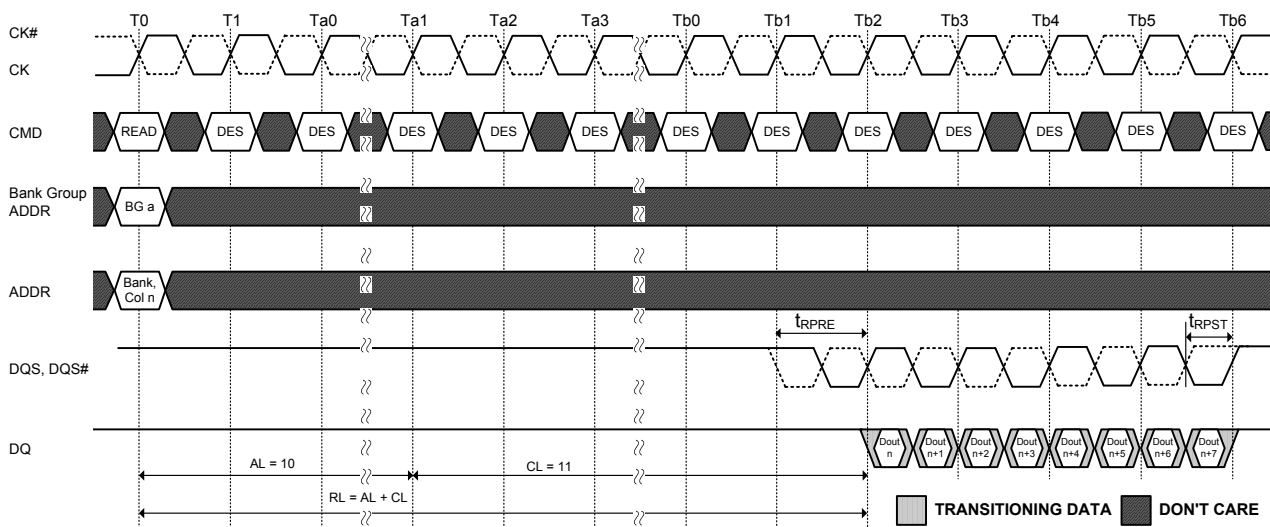 T0 T1 Ta0 Ta1 Ta2 Ta3 Tb0 Tb1 Tb2 Tb3 Tb4 Tb5 Tb6
CK#
CK
CMD READ DES DES DES DES DES DES DES DES DES DES DES DES
Bank Group
ADDR
BG a
ADDR
Bank,
Col n
tRPRE tRPST
DQS, DQS#
DQ
Dout
n
Dout
n+1
Dout
n+2
Dout
n+3
Dout
n+4
Dout
n+5
Dout
n+6
Dout
n+7
AL = 10 CL = 11
RL = AL + CL
TRANSITIONING DATA DON'T CARE